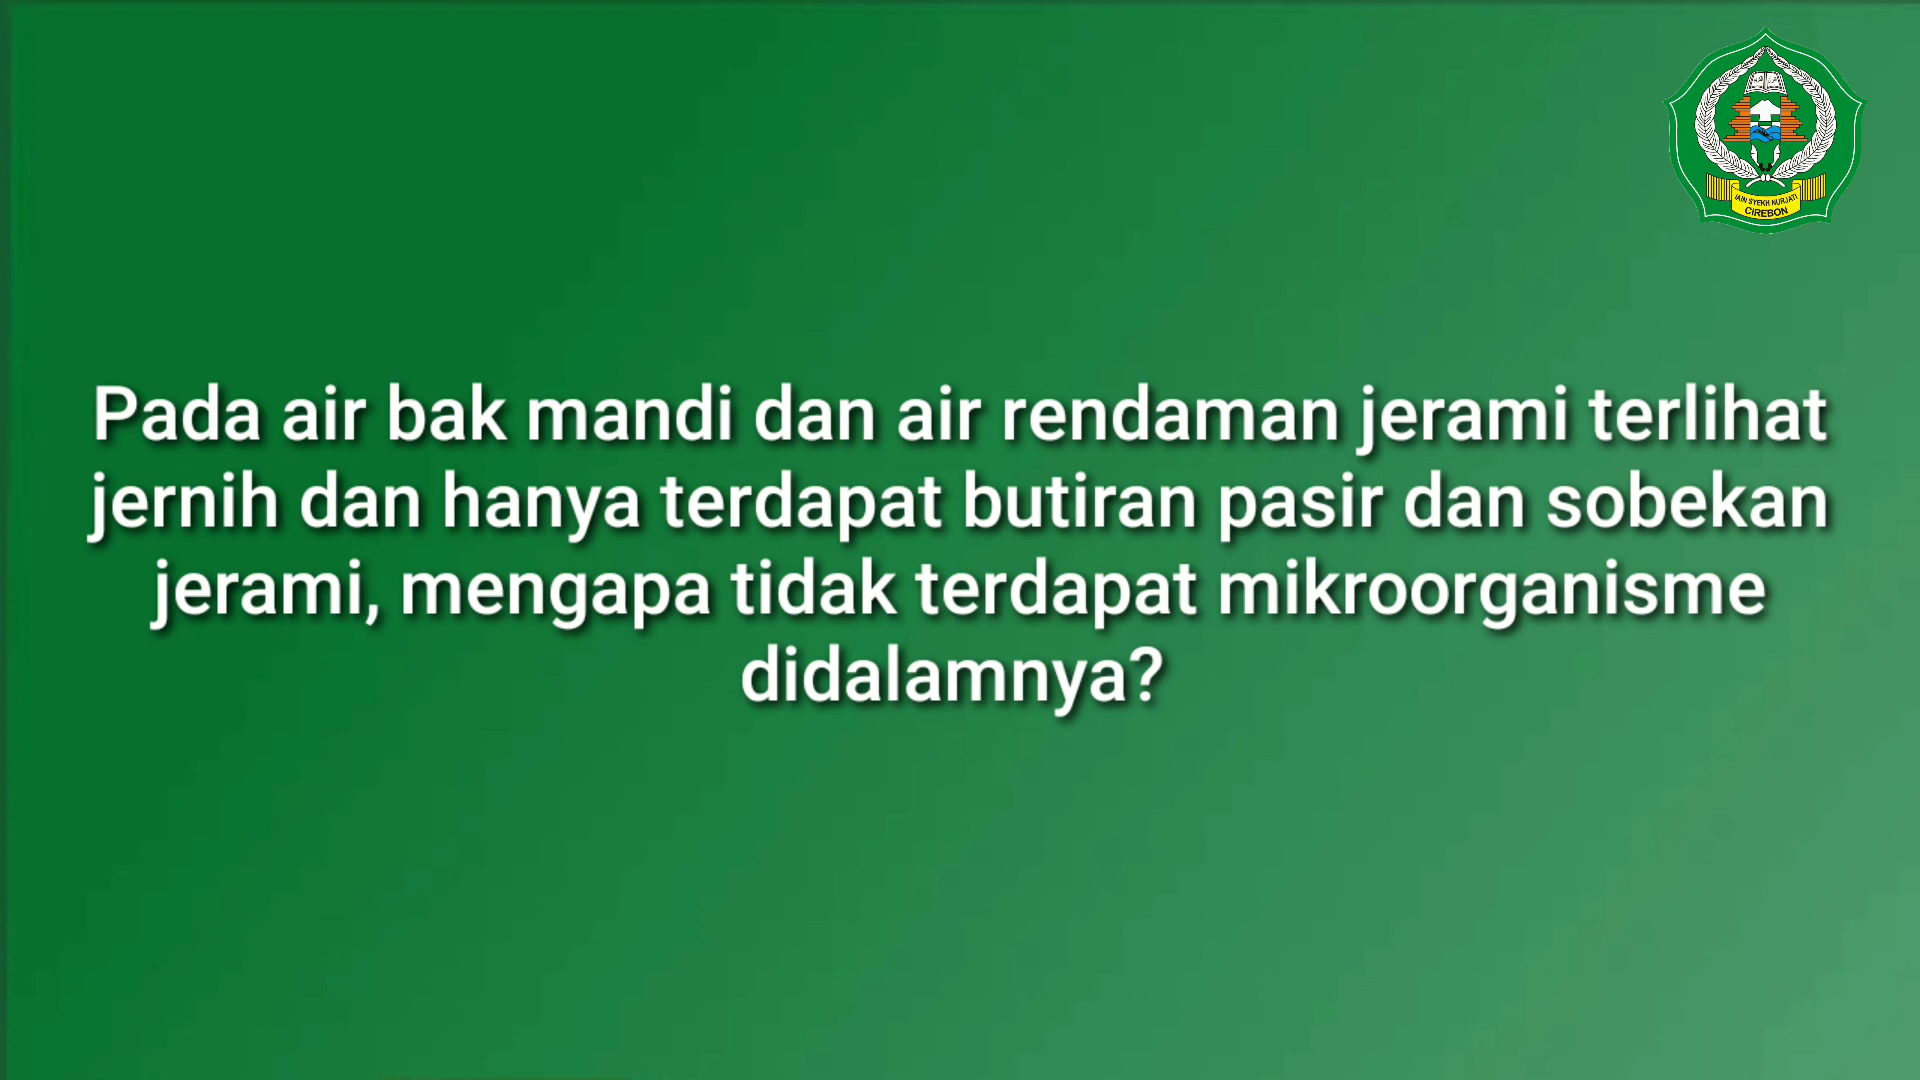 IAIN SYEKH NURJATI
CIREBON
Pada air bak mandi dan air rendaman jerami terlihat
jernih dan hanya terdapat butiran pasir dan sobekan
jerami, mengapa tidak terdapat mikroorganisme
didalamnya?